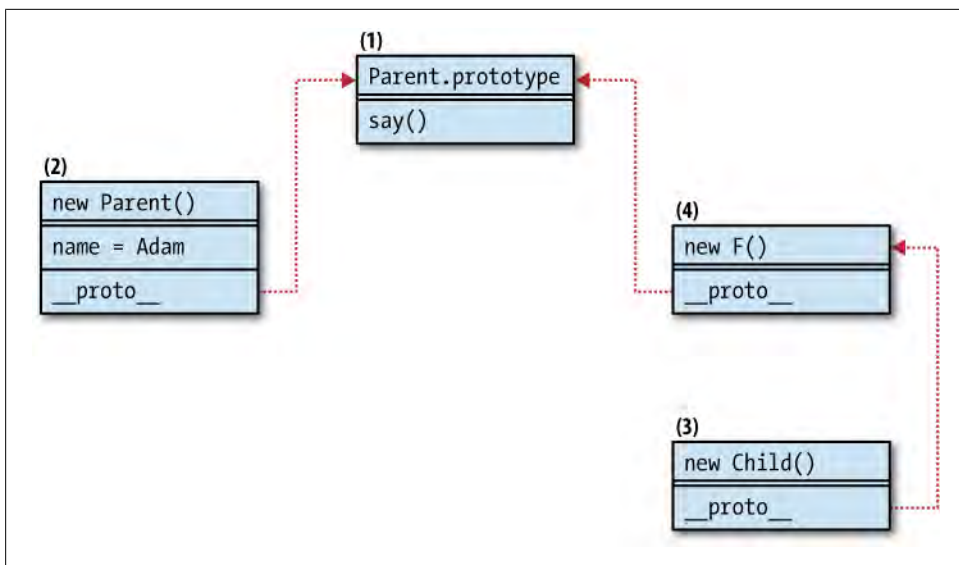 (1)
Parent.prototype
say()
(2)
new Parent()
name = Adam
__proto__
(4)
new F()
__proto__
(3)
new Child()
__proto__